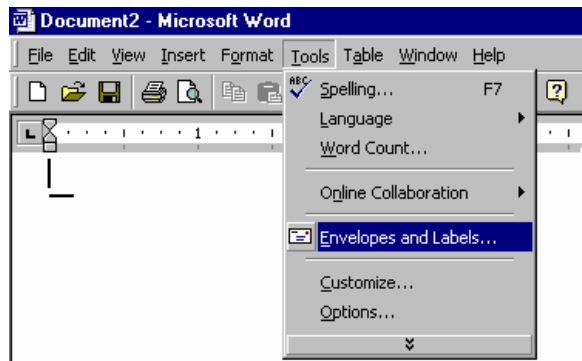 Document2 - Microsoft Word
File Edit View Insert Format Tools Table Window Help
ABC Spelling... F7
Language
1
Word Count...
Online Collaboration
Envelopes and Labels...
Customize...
Options...